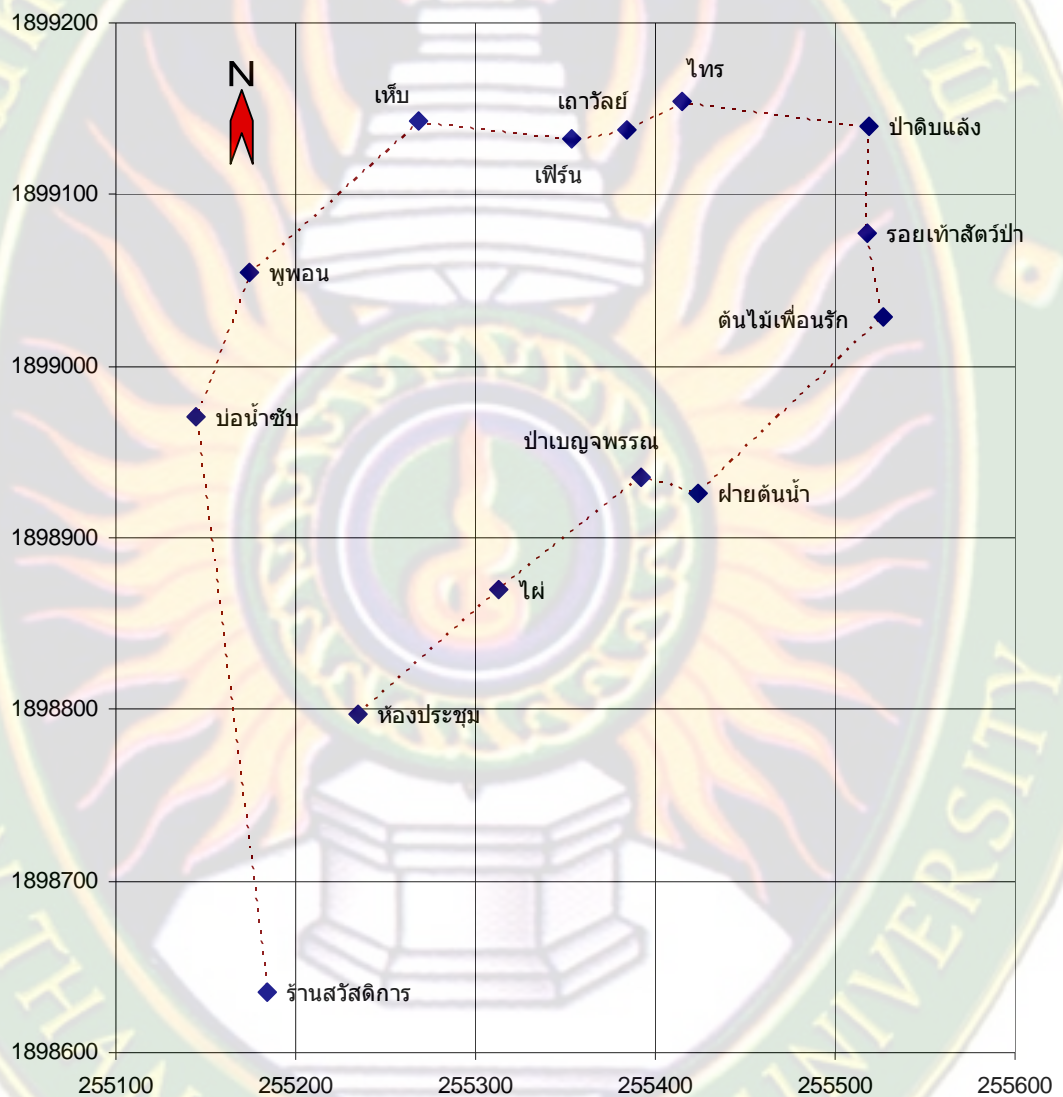 1899200
ไทร
N
เห็บ
เถาวัลย์
ป่าดิบแล้ง
เฟิร์น
1899100
รอยเท้าสัตว์ป่า
พูพอน
ต้นไม้เพื่อนรัก
1899000
บ่อน้ำซับ
ป่าเบญจพรรณ
ฝายต้นน้ำ
1898900
ไผ่
1898800
ห้องประชุม
1898700
ร้านสวัสดิการ
1898600
255100 255200 255300 255400 255500 255600
UNIVERSITY